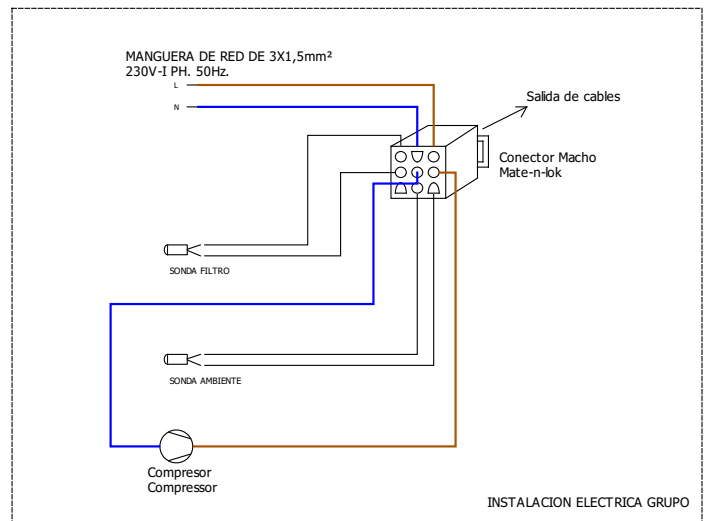 MANGUERA DE RED DE 3X1,5mm²
230V-I PH. 50Hz.
L
N
Salida de cables
Conector Macho
Mate-n-lok
SONDA FILTRO
SONDA AMBIENTE
Compresor
Compressor
INSTALACION ELECTRICA GRUPO